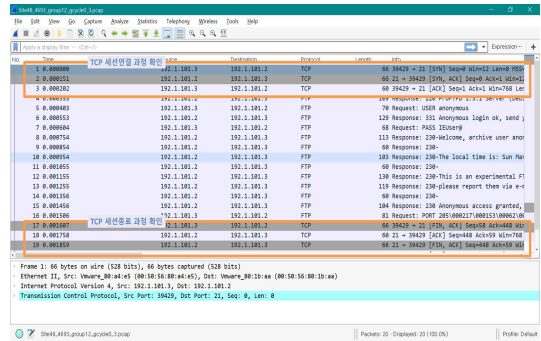 Site48_4693_group12_gcycle0_3.pcap
File Edit View Go Capture Analyze Statistics Telephony Wireless Tools Help
Apply a display filter ... <Ctrl-/>
Expression... +
No. Time Destination Protocol Length Info
TCP 세션연결 과정 확인
1 0.000000 192.1.101.3 192.1.101.2 TCP 66 39429 → 21 [SYN] Seq=0 Win=12 Len=0 MSS
2 0.000151 192.1.101.2 192.1.101.3 TCP 66 21 → 39429 [SYN, ACK] Seq=0 Ack=1 Win=12
3 0.000202 192.1.101.3 192.1.101.2 TCP 60 39429 → 21 [ACK] Seq=1 Ack=1 Win=768 Len
192.1.101.2 192.1.101.3 FTP
5 0.000403 192.1.101.3 192.1.101.2 FTP 70 Request: USER anonymous
6 0.000553 192.1.101.2 192.1.101.3 FTP 129 Response: 331 Anonymous login ok, send
7 0.000604 192.1.101.3 192.1.101.2 FTP 68 Request: PASS IEUser@
8 0.000754 192.1.101.2 192.1.101.3 FTP 113 Response: 230-Welcome, archive user anon
9 0.000854 192.1.101.2 192.1.101.3 FTP 60 Response: 230-
10 0.000954 192.1.101.2 192.1.101.3 FTP 103 Response: 230-The local time is: Sun Mar
11 0.001055 192.1.101.2 192.1.101.3 FTP 60 Response: 230-
12 0.001155 192.1.101.2 192.1.101.3 FTP 130 Response: 230-This is an experimental FT
13 0.001255 192.1.101.2 192.1.101.3 FTP 119 Response: 230-please report them via e-m
14 0.001356 192.1.101.2 192.1.101.3 FTP 60 Response: 230-
15 0.001456 192.1.101.2 192.1.101.3 FTP 104 Response: 230 Anonymous access granted,
16 0.001506 192.1.101.2 FTP 81 Request: PORT
TCP 세션종료 과정 확인
17 0.001607 192.1.101.3 192.1.101.2 TCP 66 39429 → 21 [FIN, ACK] Seq=58 Ack=448 Win
18 0.001758 192.1.101.2 192.1.101.3 TCP 60 21 → 39429 [ACK] Seq=448 Ack=59 Win=768
19 0.001859 192.1.101.2 192.1.101.3 TCP 66 21 → 39429 [FIN, ACK] Seq=448 Ack=59 Win
Frame 1: 66 bytes on wire (528 bits), 66 bytes captured (528 bits)
Ethernet II, Src: Vmware_80:a4:e5 (00:50:56:80:a4:e5), Dst: Vmware_80:1b:aa (00:50:56:80:1b:aa)
Internet Protocol Version 4, Src: 192.1.101.3, Dst: 192.1.101.2
Transmission Control Protocol, Src Port: 39429, Dst Port: 21, Seq: 0, Len: 0
Site48_4693_group12_gcycle0_3.pcap Packets: 20 · Displayed: 20 (100.0%) Profile: Default